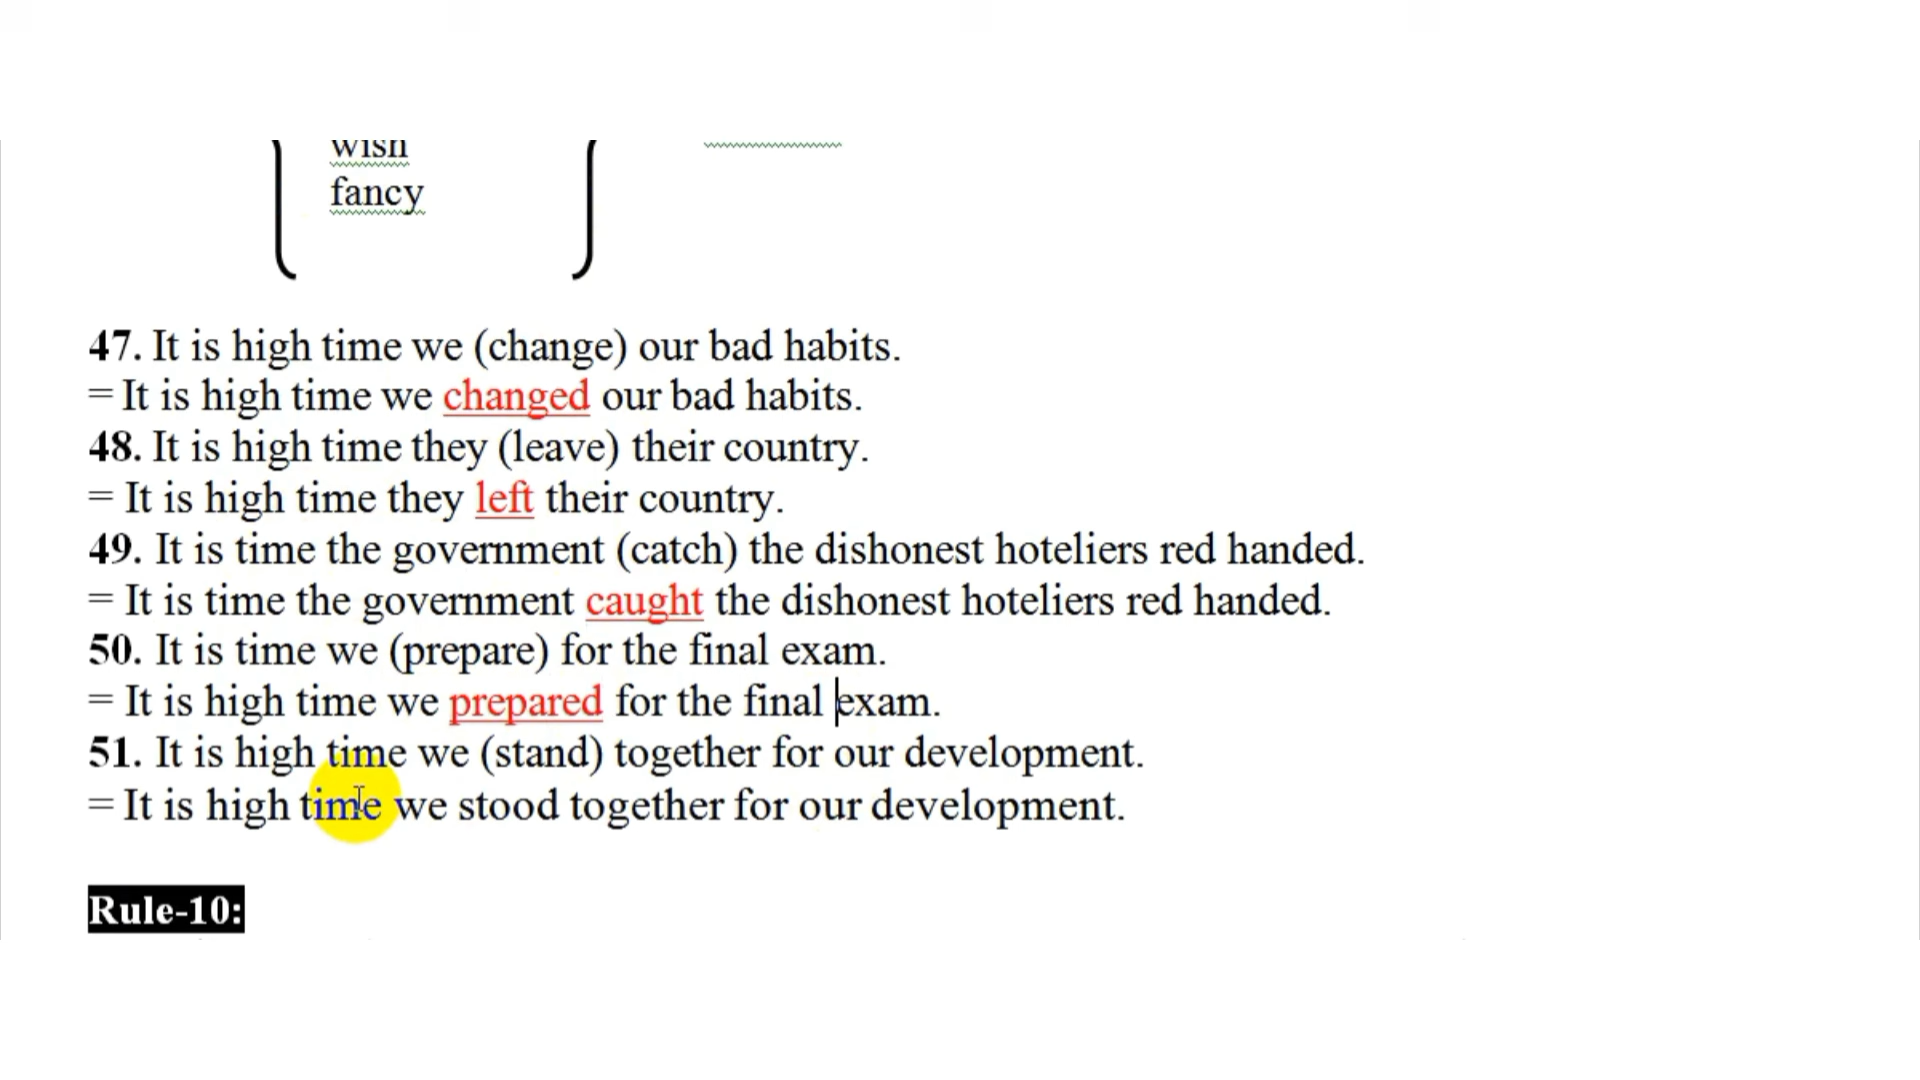 wish
fancy
47. It is high time we (change) our bad habits.
= It is high time we changed our bad habits.
48. It is high time they (leave) their country.
= It is high time they left their country.
49. It is time the government (catch) the dishonest hoteliers red handed.
= It is time the government caught the dishonest hoteliers red handed.
50. It is time we (prepare) for the final exam.
= It is high time we prepared for the final exam.
51. It is high time we (stand) together for our development.
= It is high time we stood together for our development.
Rule-10: